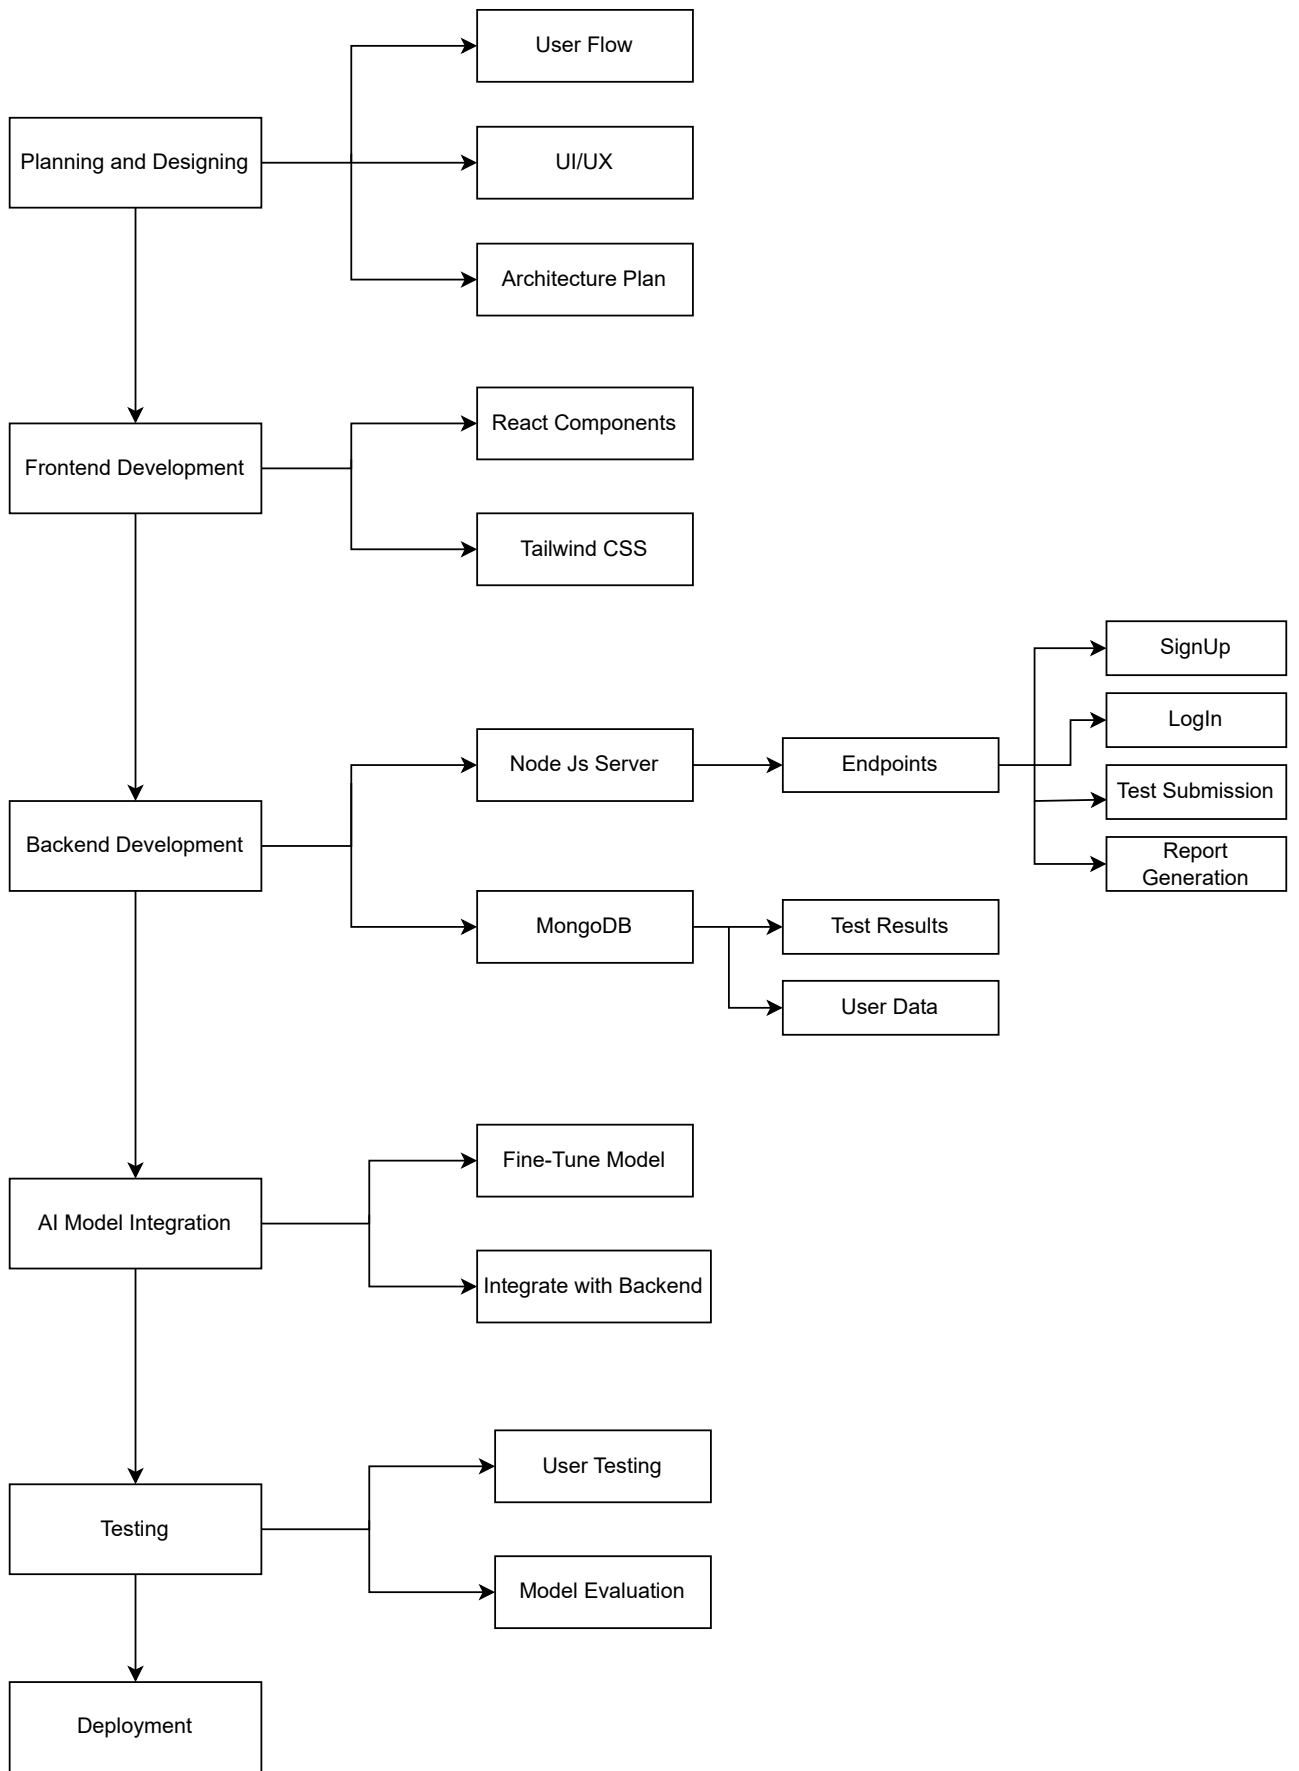 User Flow
Planning and Designing
UI/UX
Architecture Plan
React Components
Frontend Development
Tailwind CSS
SignUp
LogIn
Node Js Server
Endpoints
Test Submission
Backend Development
Report
Generation
MongoDB
Test Results
User Data
Fine-Tune Model
AI Model Integration
Integrate with Backend
User Testing
Testing
Model Evaluation
Deployment